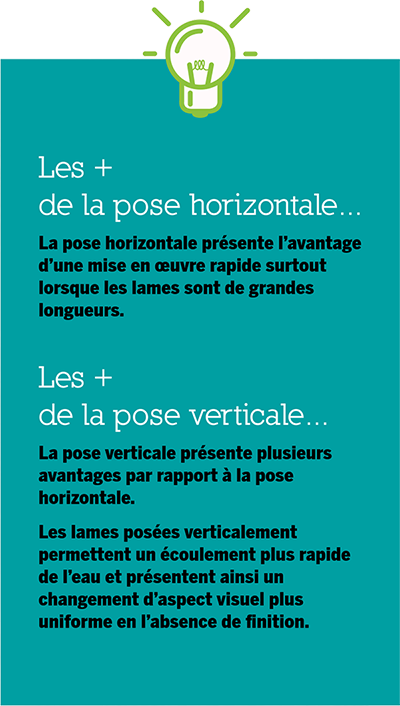 Les +
de la pose horizontale...
La pose horizontale présente l’avantage
d’une mise en œuvre rapide surtout
lorsque les lames sont de grandes
longueurs.
Les +
de la pose verticale...
La pose verticale présente plusieurs
avantages par rapport à la pose
horizontale.
Les lames posées verticalement
permettent un écoulement plus rapide
de l’eau et présentent ainsi un
changement d’aspect visuel plus
uniforme en l’absence de finition.